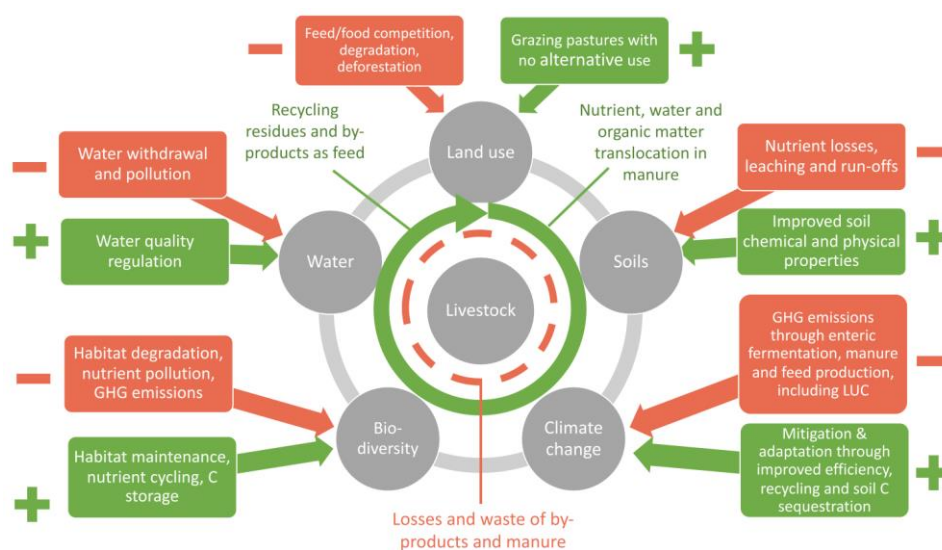 Feed/food competition,
degradation,
deforestation
Grazing pastures with
no alternative use
Recycling
residues and by-
products as feed
Nutrient, water and
organic matter
translocation in
manure
Land use
Water withdrawal
and pollution
Nutrient losses,
leaching and run-offs
Water quality
regulation
Improved soil
chemical and physical
properties
Water
Soils
Livestock
Habitat degradation,
nutrient pollution,
GHG emissions
GHG emissions
through enteric
fermentation, manure
and feed production,
including LUC
Bio-
diversity
Climate
change
Habitat maintenance,
nutrient cycling, C
storage
Mitigation &
adaptation through
improved efficiency,
recycling and soil C
sequestration
Losses and waste of by-
products and manure